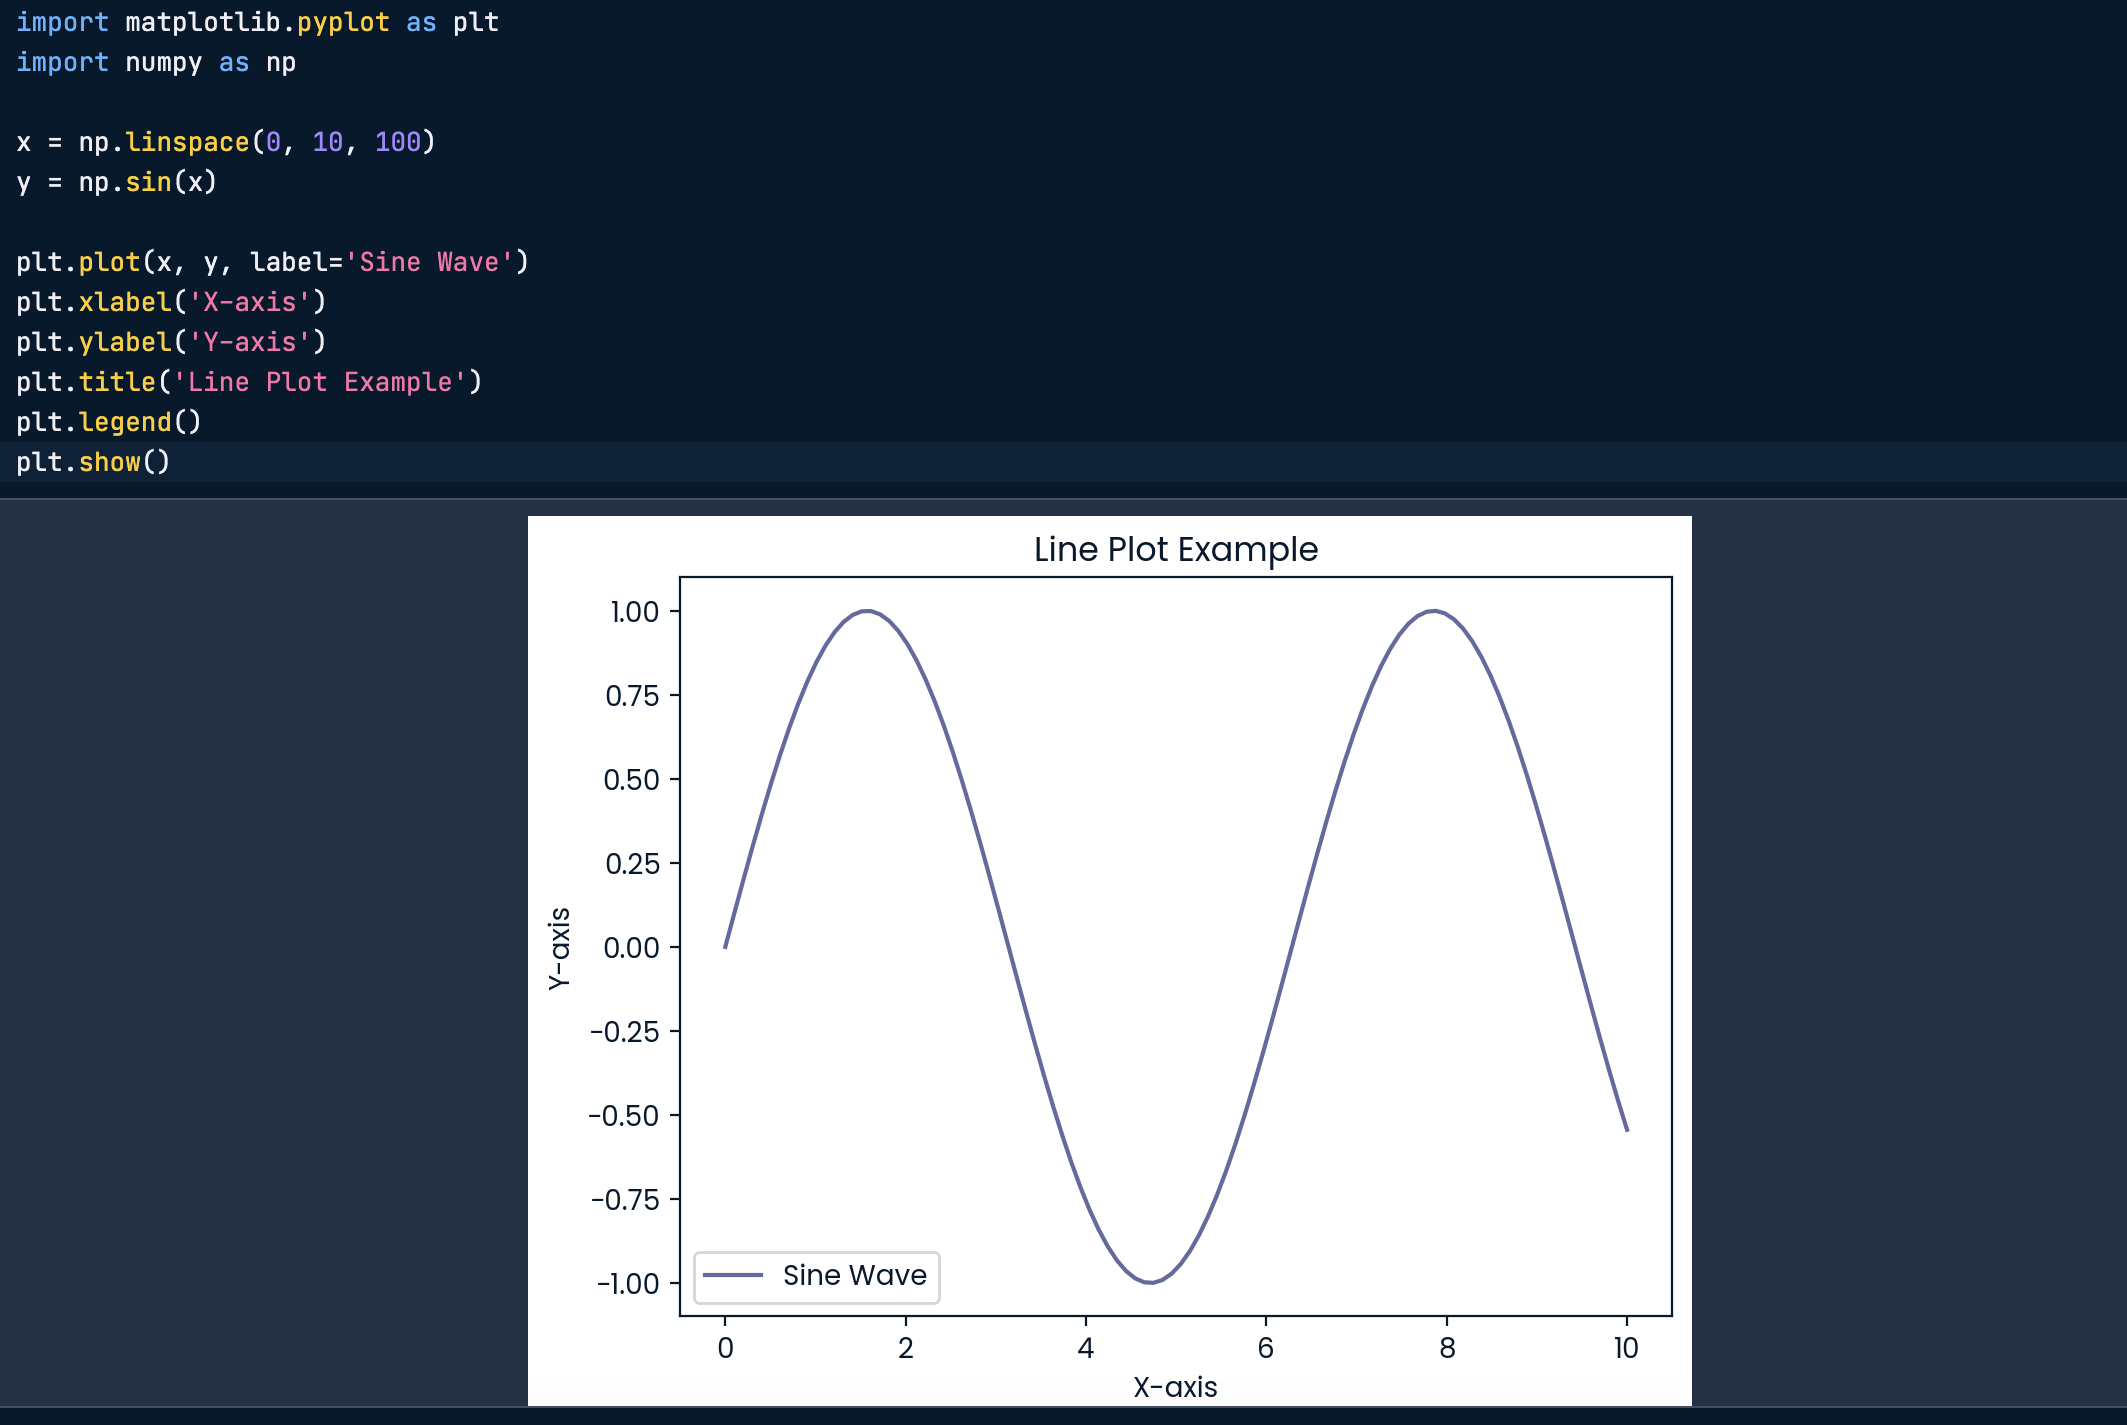 import matplotlib.pyplot as plt
import numpy as np
x = np.linspace(0, 10, 100)
y = np.sin(x)
plt.plot(x, y, label='Sine Wave')
plt.xlabel('X-axis')
plt.ylabel('Y-axis')
plt.title('Line Plot Example')
plt.legend()
plt.show()
Line Plot Example
1.00
0.75
0.50
0.25
0.00
-0.25
-0.50
-0.75
-1.00
Y-axis
Sine Wave
0 2 4 6 8 10
X-axis